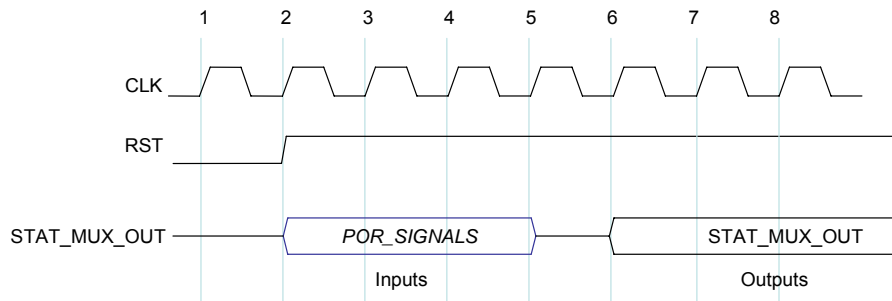 1 2 3 4 5 6 7 8
CLK
RST
STAT_MUX_OUT POR_SIGNALS STAT_MUX_OUT
Inputs Outputs